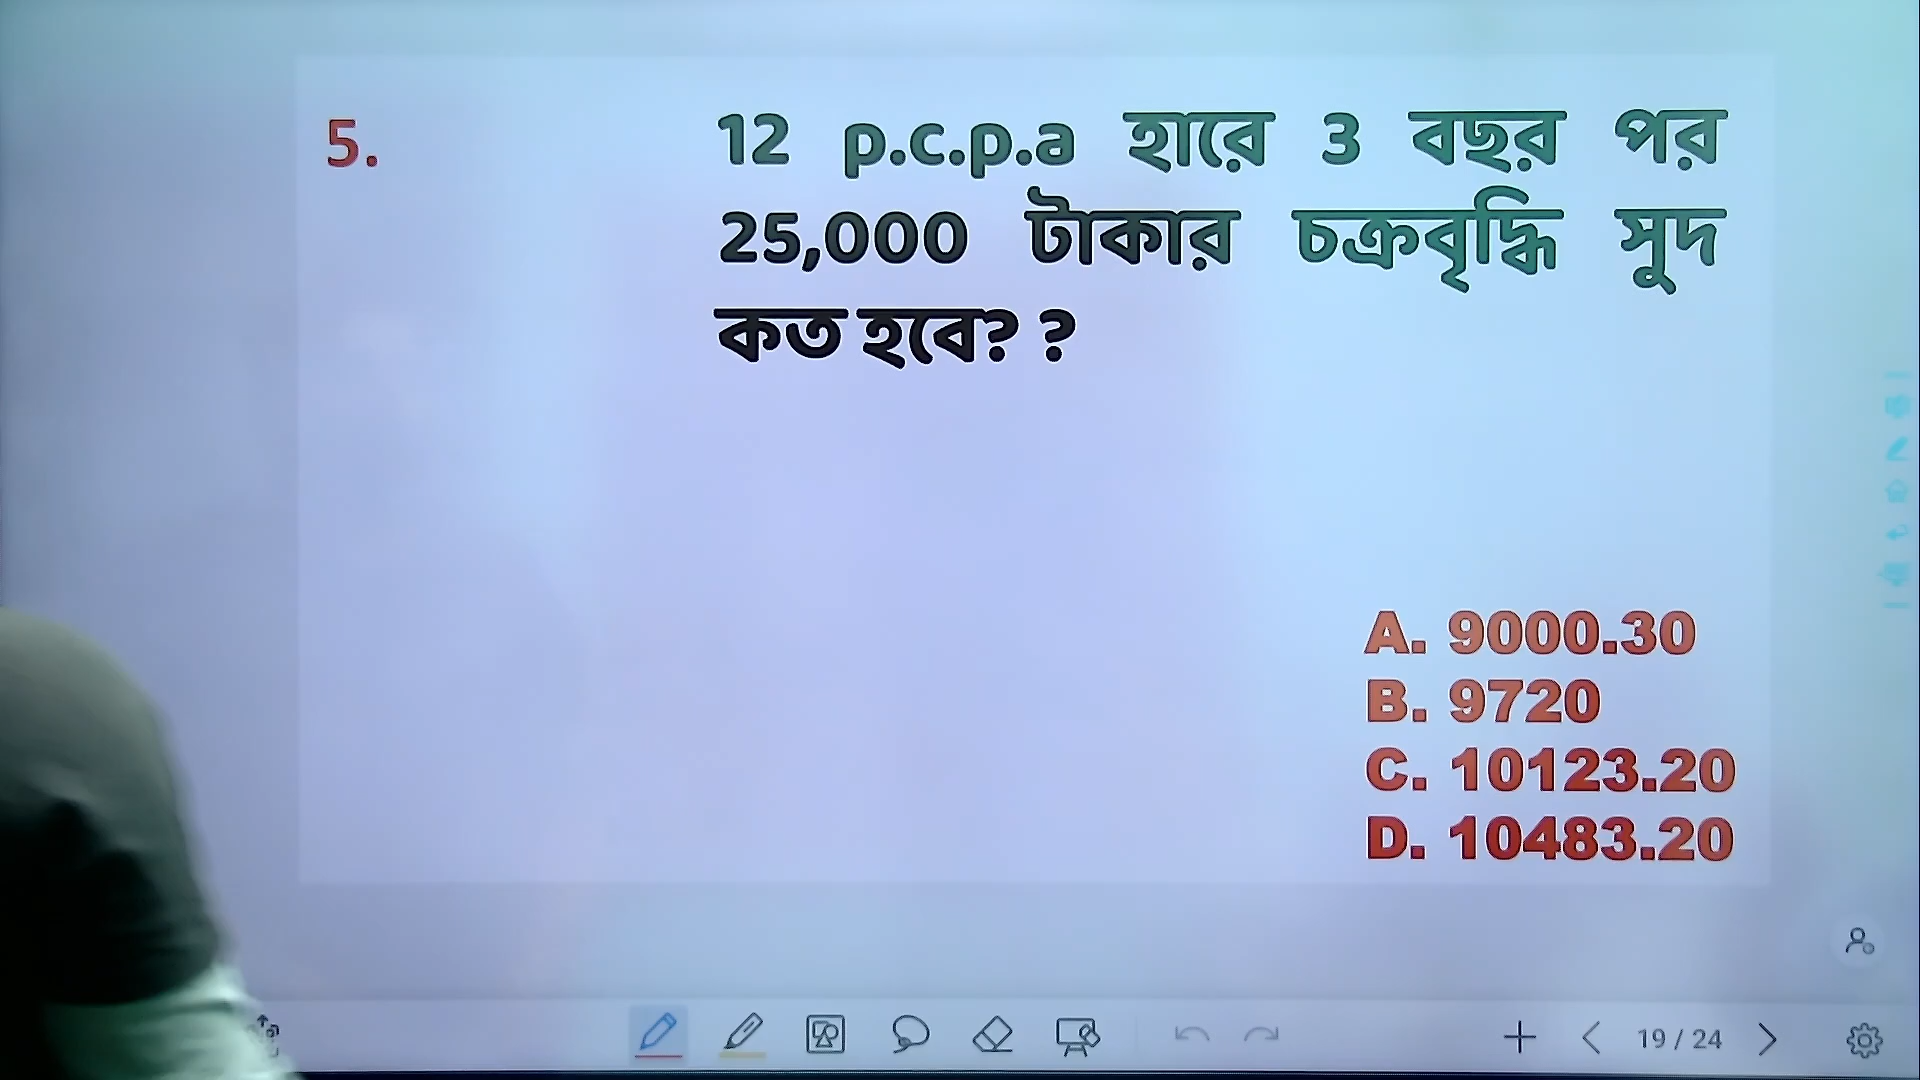 5.
12 p.c.p.a হারে 3 বছর পর
25,000 টাকার চক্রবৃদ্ধি সুদ
কত হবে? ?
A. 9000.30
B. 9720
C. 10123.20
D. 10483.20
19 / 24